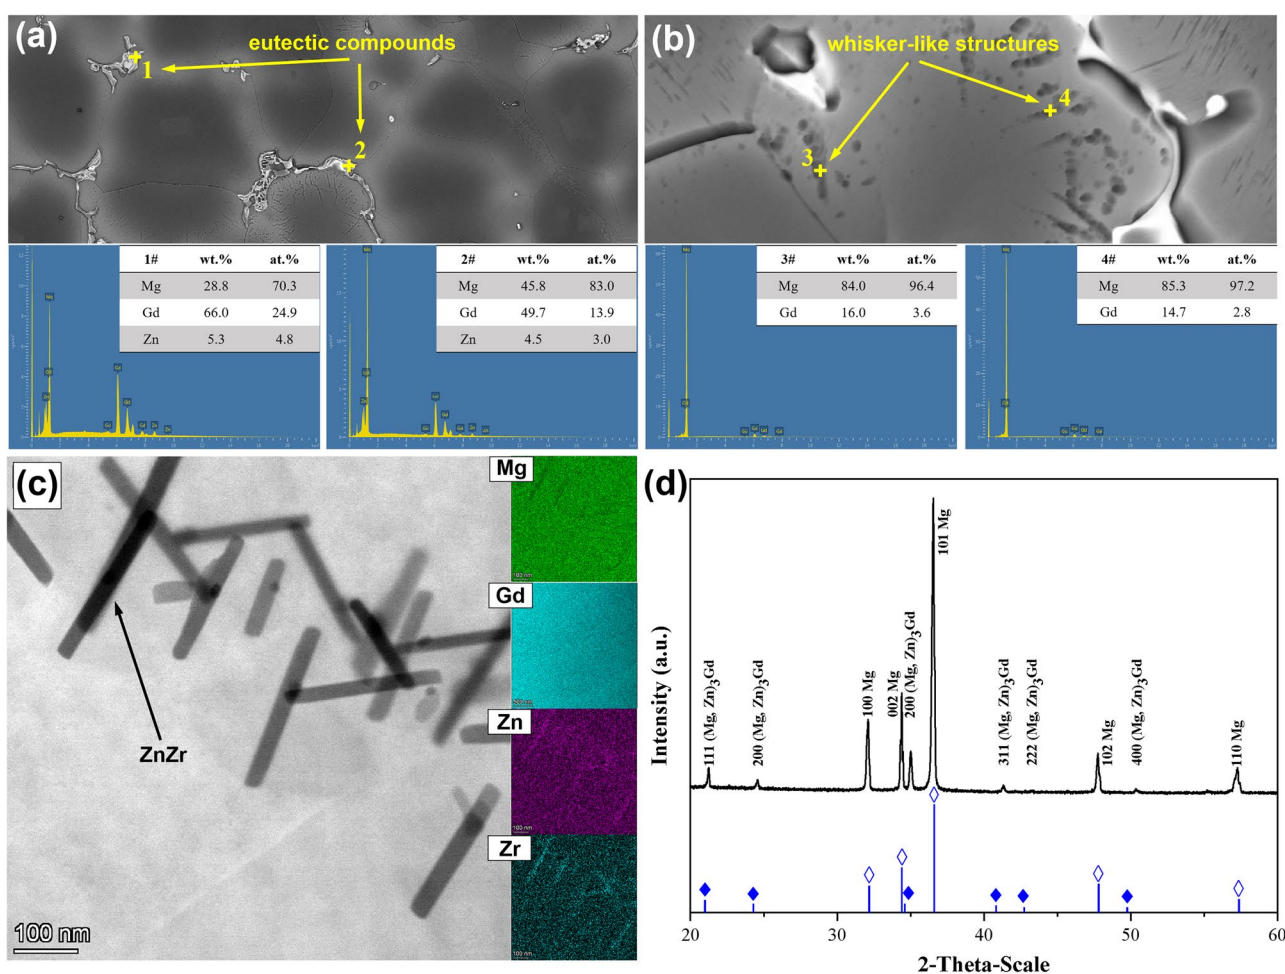 (a)
eutectic compounds
1
2
(b)
whisker-like structures
3
4
1# wt.% at.%
Mg 28.8 70.3
Gd 66.0 24.9
Zn 5.3 4.8
2# wt.% at.%
Mg 45.8 83.0
Gd 49.7 13.9
Zn 4.5 3.0
3# wt.% at.%
Mg 84.0 96.4
Gd 16.0 3.6
4# wt.% at.%
Mg 85.3 97.2
Gd 14.7 2.8
(c)
ZnZr
100 nm
Mg
Gd
Zn
Zr
(d)
Intensity (a.u.)
111 (Mg, Zn)3Gd
200 (Mg, Zn)3Gd
100 Mg
002 Mg
200 (Mg, Zn)3Gd
101 Mg
311 (Mg, Zn)3Gd
222 (Mg, Zn)3Gd
102 Mg
400 (Mg, Zn)3Gd
110 Mg
20 30 40 50 60
2-Theta-Scale